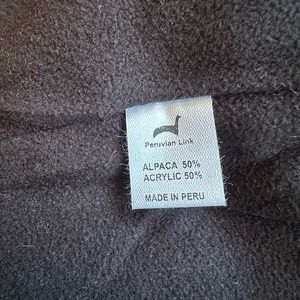 Peruvian Link
ALPACA 50%
ACRYLIC 50%
MADE IN PERU